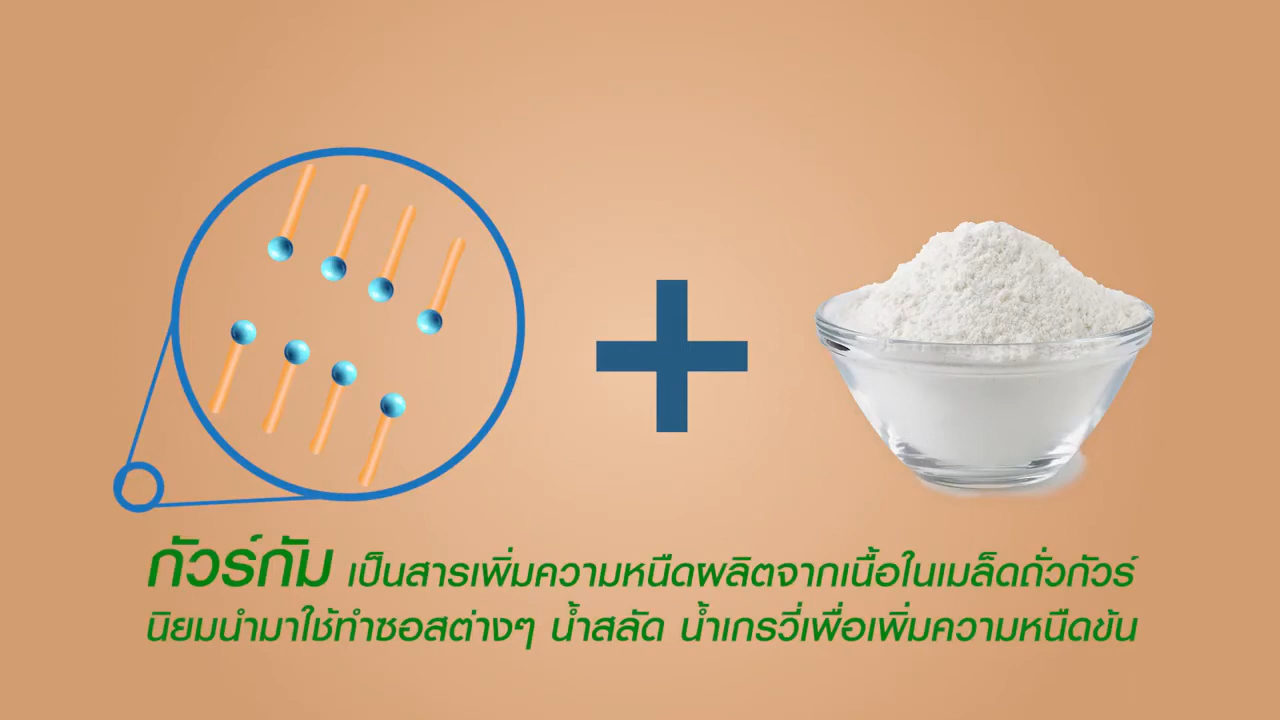 กัวร์กัม เป็นสารเพิ่มความหนืดผลิตจากเนื้อในเมล็ดถั่วกัวร์
นิยมนำมาใช้ทำซอสต่างๆ น้ำสลัด น้ำเกรวี่เพื่อเพิ่มความหนืดข้น